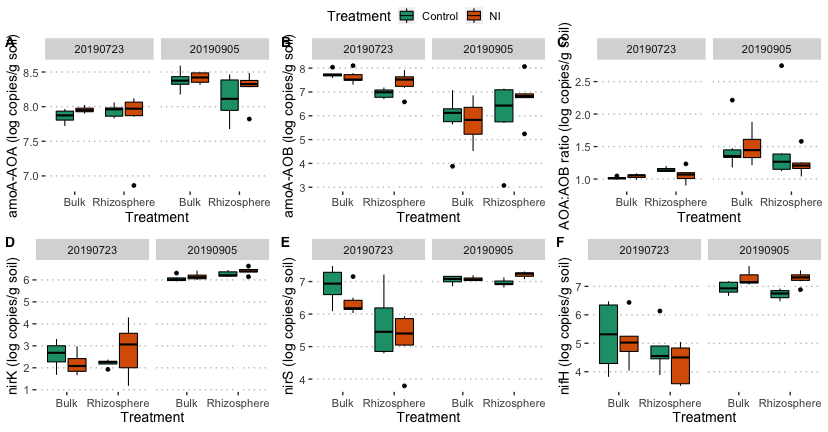 Treatment Control NI
A
20190723 20190905
amoA-AOA (log copies/g soil)
8.5
8.0
7.5
7.0
Bulk Rhizosphere Bulk Rhizosphere
Treatment
B
20190723 20190905
amoA-AOB (log copies/g soil)
8
7
6
5
4
3
Bulk Rhizosphere Bulk Rhizosphere
Treatment
C
20190723 20190905
AOA:AOB ratio (log copies/g soil)
2.5
2.0
1.5
1.0
Bulk Rhizosphere Bulk Rhizosphere
Treatment
D
20190723 20190905
nirK (log copies/g soil)
6
5
4
3
2
1
Bulk Rhizosphere Bulk Rhizosphere
Treatment
E
20190723 20190905
nirS (log copies/g soil)
7
6
5
4
Bulk Rhizosphere Bulk Rhizosphere
Treatment
F
20190723 20190905
nifH (log copies/g soil)
7
6
5
4
Bulk Rhizosphere Bulk Rhizosphere
Treatment